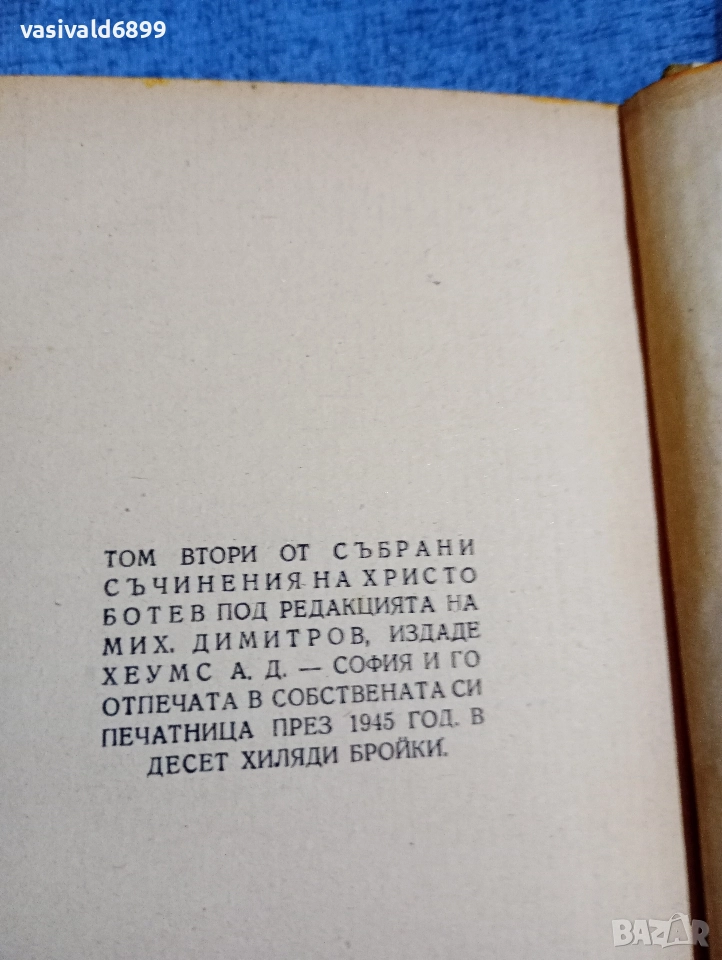 vasivald6899
ТОМ ВТОРИ ОТ СЪБРАНИ
СЪЧИНЕНИЯ НА ХРИСТО
БОТЕВ ПОД РЕДАКЦИЯТА НА
МИХ. ДИМИТРОВ, ИЗДАДЕ
ХЕУМС А. Д. — СОФИЯ И ГО
ОТПЕЧАТА В СОБСТВЕНАТА СИ
ПЕЧАТНИЦА ПРЕЗ 1945 ГОД. В
ДЕСЕТ ХИЛЯДИ БРОЙКИ.
BAZAR